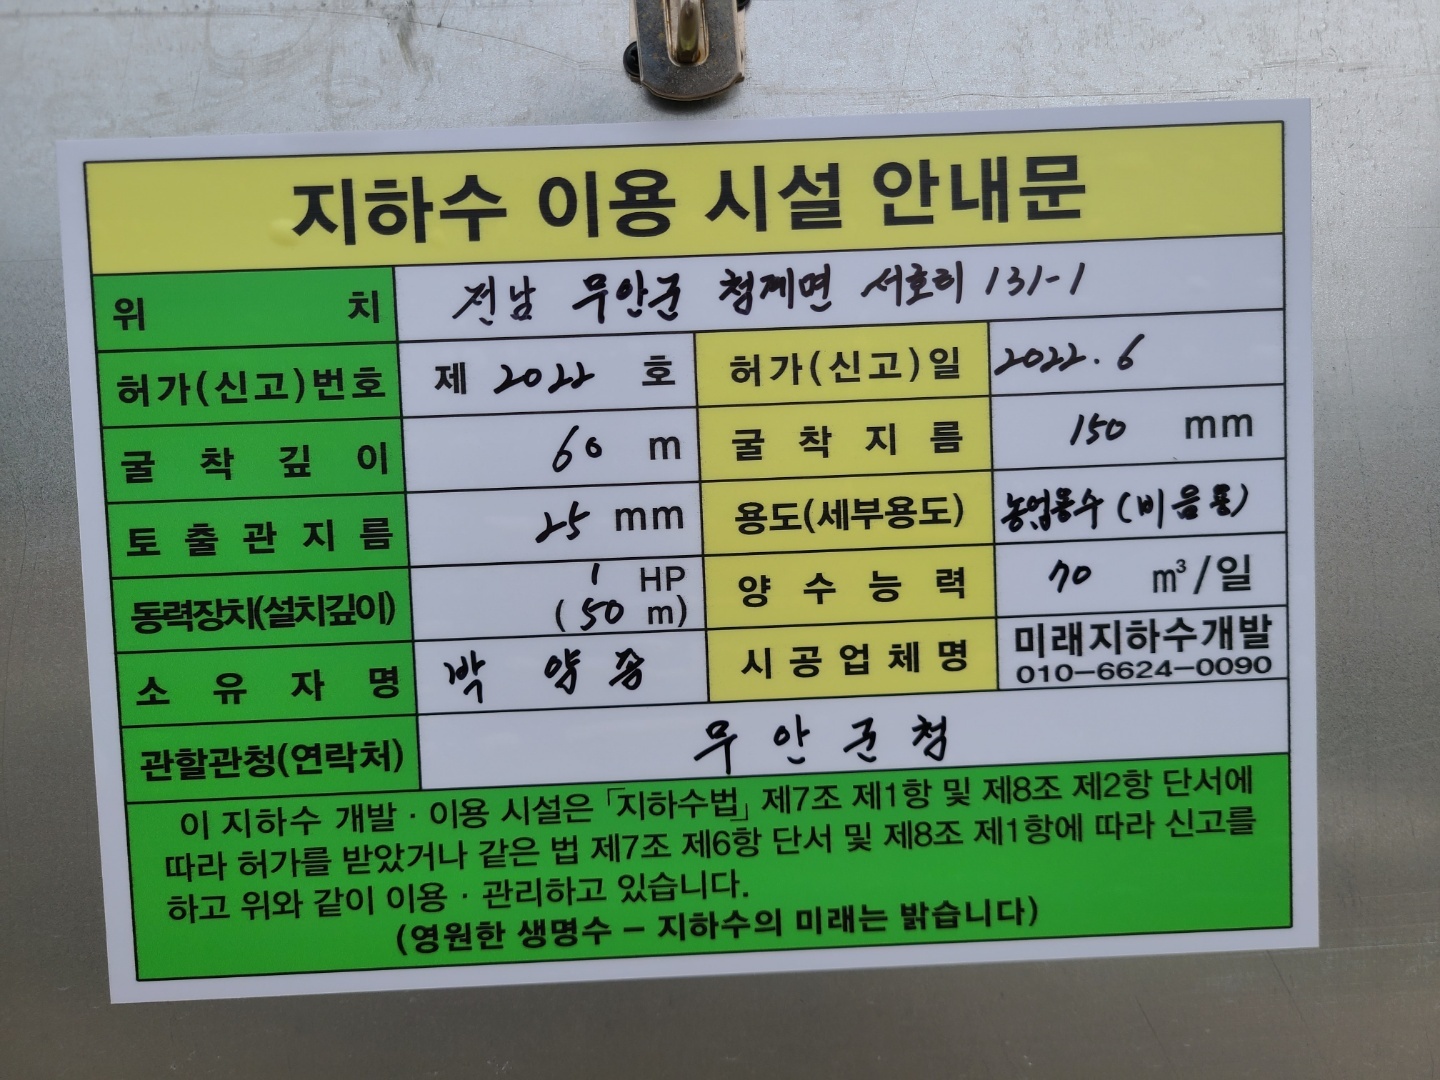 지하수 이용 시설 안내문
위 치 전남 무안군 청계면 서호리 131-1
허가(신고)번호 제 2022 호 허가(신고)일 2022.6
굴착깊이 60 m 굴착지름 150 mm
토출관지름 25 mm 용도(세부용도) 농업용수 (비음용)
동력장치(설치깊이) 1 HP (50 m) 양수능력 70 ㎥/일
소유자명 박 종 시공업체명 미래지하수개발
010-6624-0090
관할관청(연락처) 무안군청
이 지하수 개발·이용 시설은 「지하수법」 제7조 제1항 및 제8조 제2항 단서에
따라 허가를 받았거나 같은 법 제7조 제6항 단서 및 제8조 제1항에 따라 신고를
하고 위와 같이 이용·관리하고 있습니다.
(영원한 생명수 – 지하수의 미래는 밝습니다)